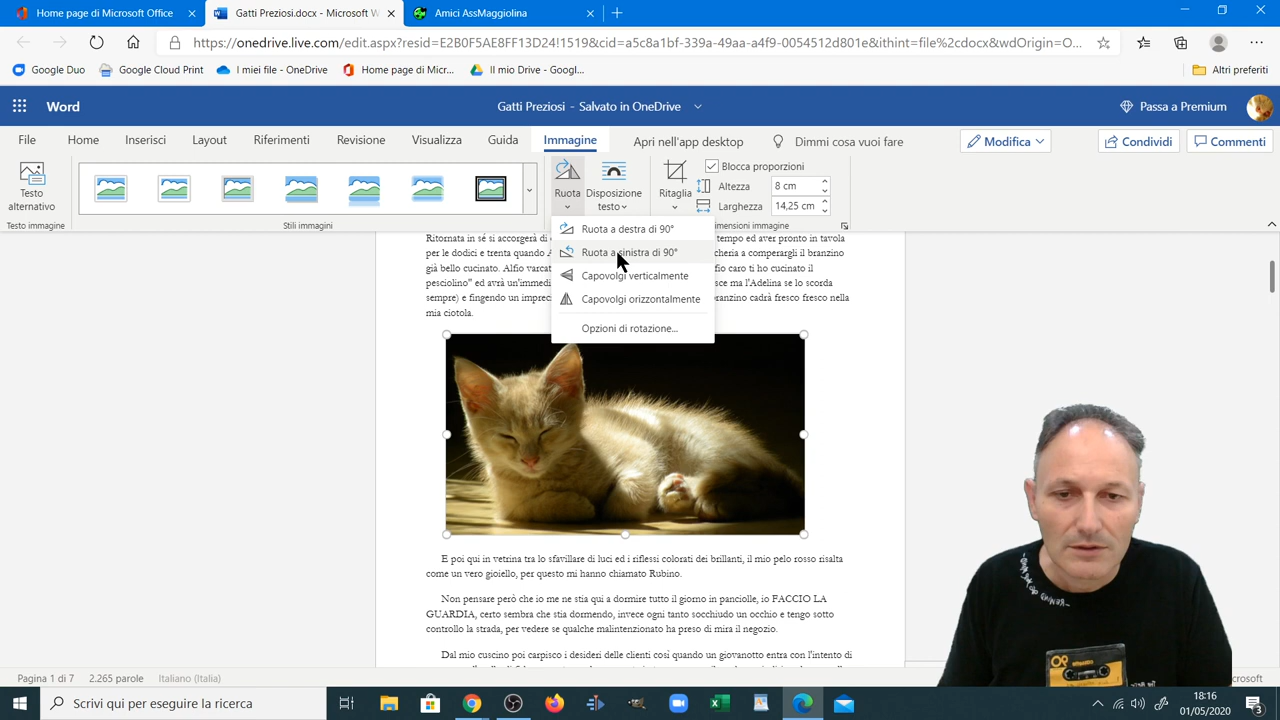 Home page di Microsoft Office
Gatti Preziosi.docx - Microsoft W
Amici AssMaggiolina
https://onedrive.live.com/edit.aspx?resid=E2B0F5AE8FF13D24!1519&cid=a5c8a1bf-339a-49aa-a4f9-0054512d801e&ithint=file%2cdocx&wdOrigin=O...
Google Duo
Google Cloud Print
I miei file - OneDrive
Home page di Micr...
Il mio Drive - Googl...
Altri preferiti
Word
Gatti Preziosi - Salvato in OneDrive
Passa a Premium
File
Home
Inserisci
Layout
Riferimenti
Revisione
Visualizza
Guida
Immagine
Apri nell'app desktop
Dimmi cosa vuoi fare
Modifica
Condividi
Commenti
Testo alternativo
Ruota
Disposizione testo
Ritaglia
Blocca proporzioni
Altezza 8 cm
Larghezza 14,25 cm
Testo immagine
Stili immagini
imensioni immagine
Ruota a destra di 90°
Ruota a sinistra di 90°
Capovolgi verticalmente
Capovolgi orizzontalmente
Opzioni di rotazione...
Ritornata in sé si accorgerà di tempo ed aver pronto in tavola
per le dodici e trenta quando A cheria a comperargli il branzino
già bello cucinato. Alfio varcat fio caro ti ho cucinato il
pesciolino" ed avrà un'immedi sce ma l'Adelina se lo scorda
sempre) e fingendo un imprec ranzino cadrà fresco fresco nella
mia ciotola.
E poi qui in vetrina tra lo sfavillare di luci ed i riflessi colorati dei brillanti, il mio pelo rosso risalta
come un vero gioiello, per questo mi hanno chiamato Rubino.
Non pensare però che io me ne stia qui a dormire tutto il giorno in panciolle, io FACCIO LA
GUARDIA, certo sembra che stia dormendo, invece ogni tanto socchiudo un occhio e tengo sotto
controllo la strada, per vedere se qualche malintenzionato ha preso di mira il negozio.
Dal mio cuscino poi carpisco i desideri delle clienti così quando un giovanotto entra con l'intento di
Pagina 1 di 7
2.265 parole
Italiano (Italia)
crosoft
Scrivi qui per eseguire la ricerca
18:16
01/05/2020
3